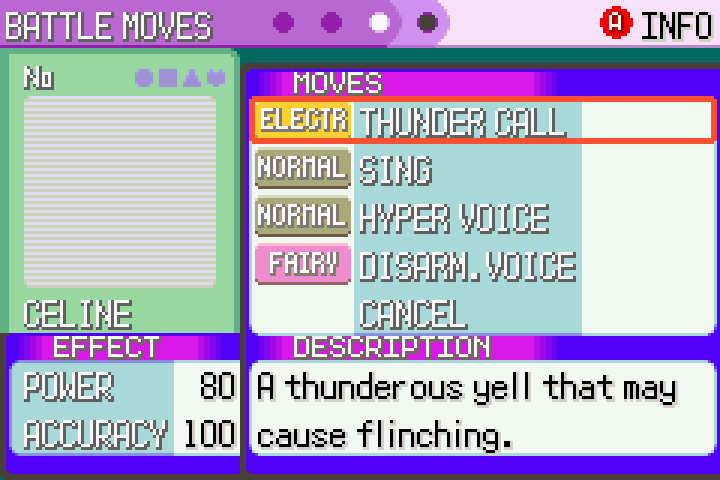 BATTLE MOVES
A INFO
No
MOVES
ELECTR THUNDER CALL
NORMAL SING
NORMAL HYPER VOICE
FAIRY DISARM. VOICE
CANCEL
CELINE
EFFECT
POWER 80
ACCURACY 100
DESCRIPTION
A thunderous yell that may
cause flinching.